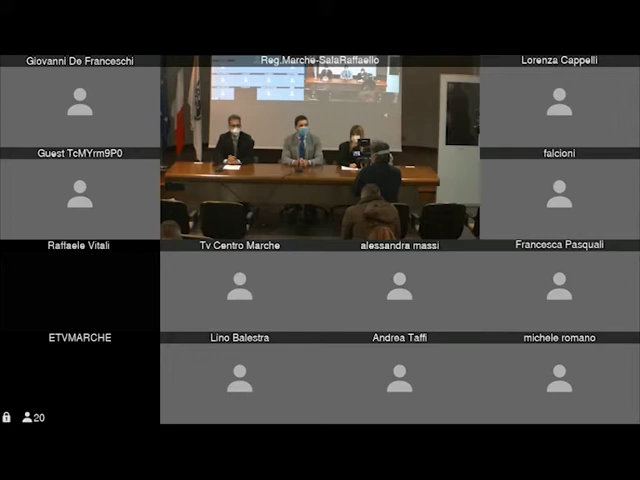 Giovanni De Franceschi
Reg.Marche-SalaRaffaello
Lorenza Cappelli
Guest TcMYrm9P0
falcioni
Raffaele Vitali
Tv Centro Marche
alessandra massi
Francesca Pasquali
ETVMARCHE
Lino Balestra
Andrea Taffi
michele romano
20